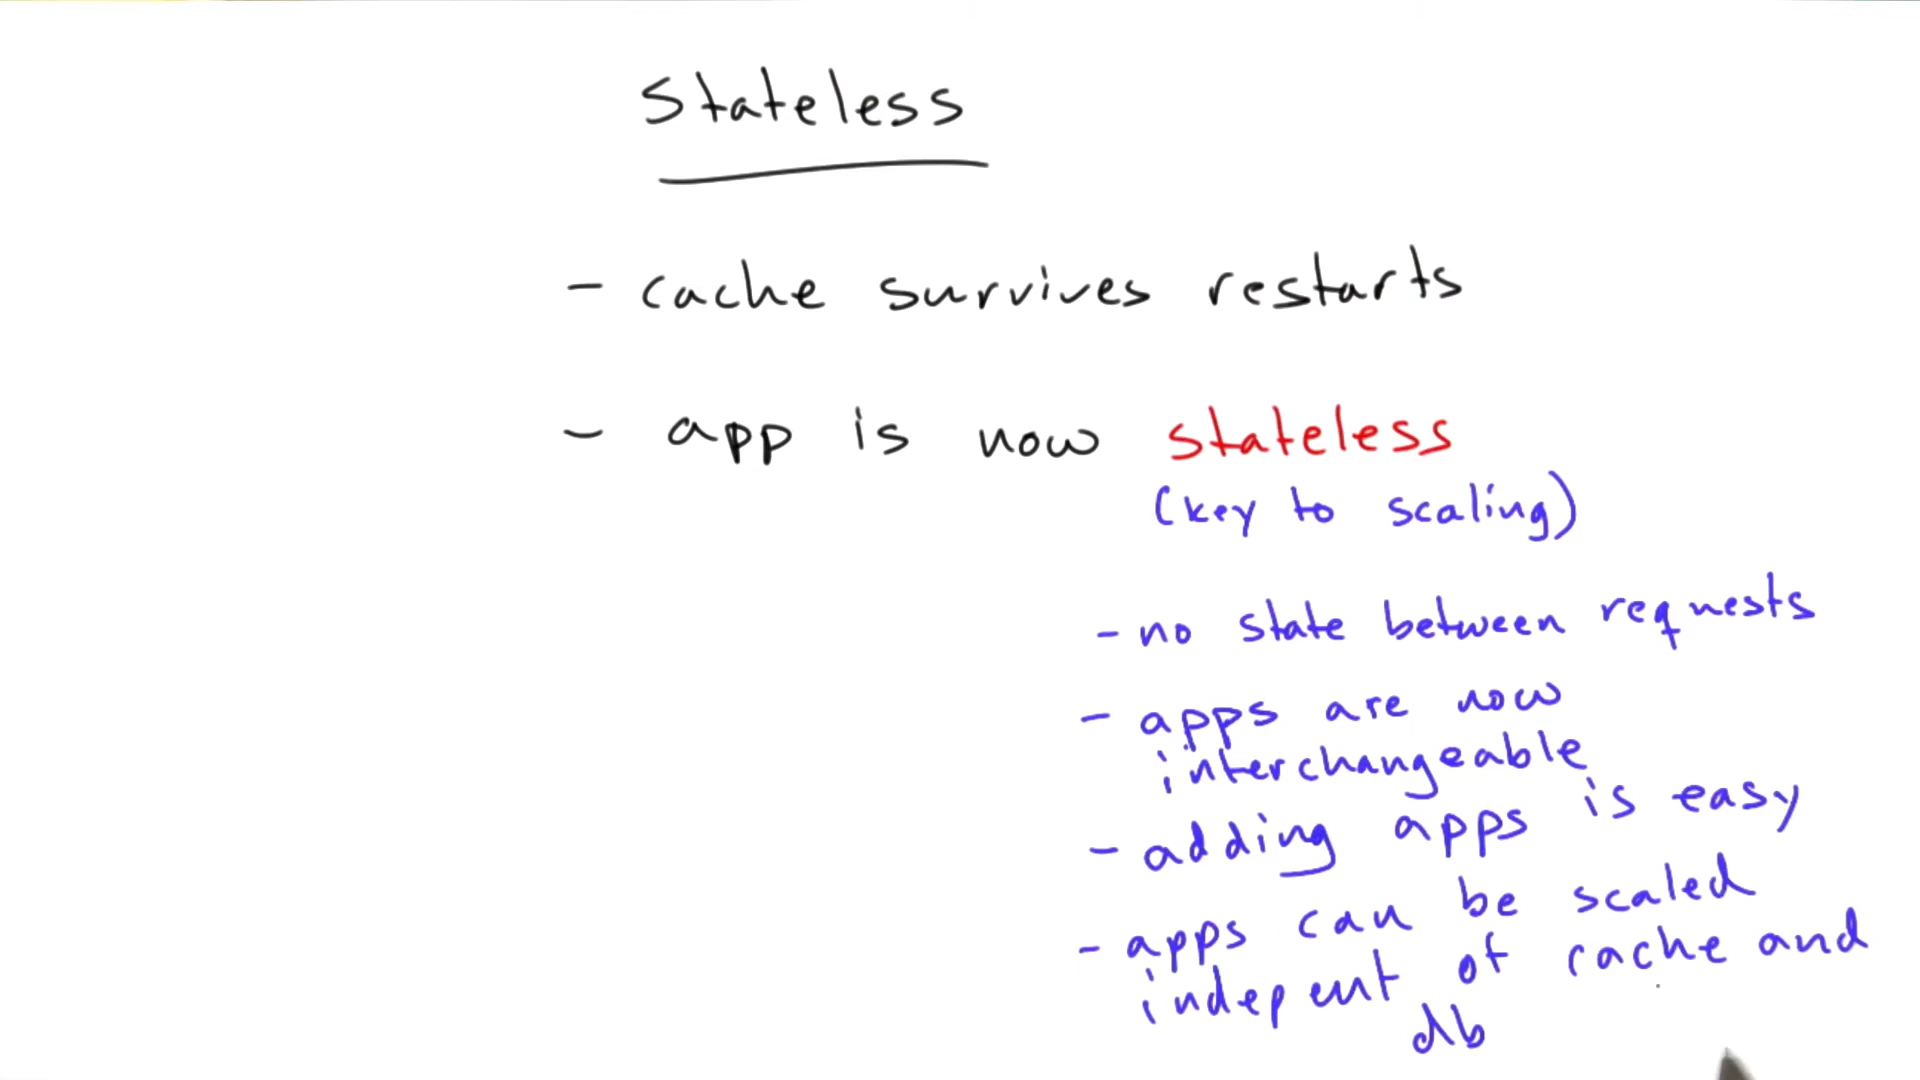 Stateless
- cache survives restarts
- app is now stateless
(key to scaling)
- no state between requests
- apps are now
interchangeable
- adding apps is easy
- apps can be scaled
indepent of cache and
db